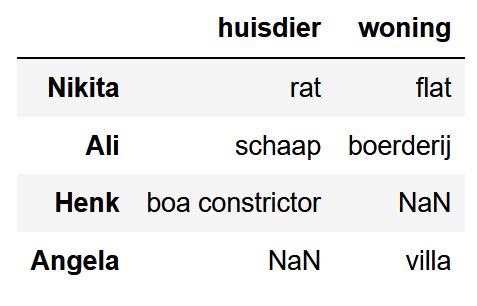 huisdier woning
Nikita rat flat
Ali schaap boerderij
Henk boa constrictor NaN
Angela NaN villa